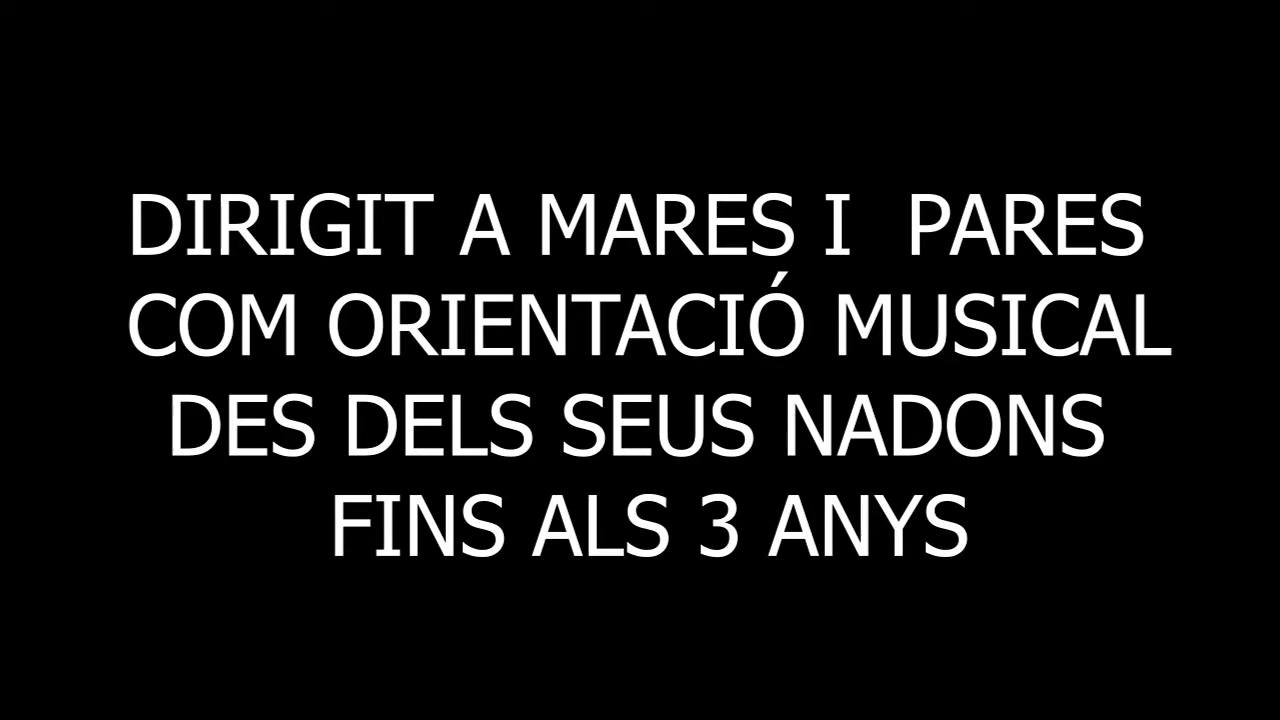 DIRIGIT A MARES I  PARES
COM ORIENTACIÓ MUSICAL
DES DELS SEUS NADONS
FINS ALS 3 ANYS